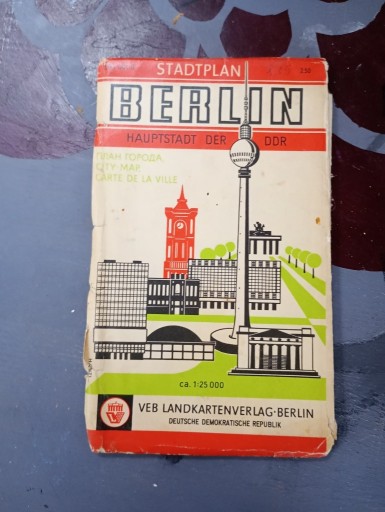 STADTPLAN
BERLIN
HAUPTSTADT DER DDR
ПЛАН ГОРОДА
CITY MAP
CARTE DE LA VILLE
ca. 1:25 000
VEB LANDKARTENVERLAG·BERLIN
DEUTSCHE DEMOKRATISCHE REPUBLIK